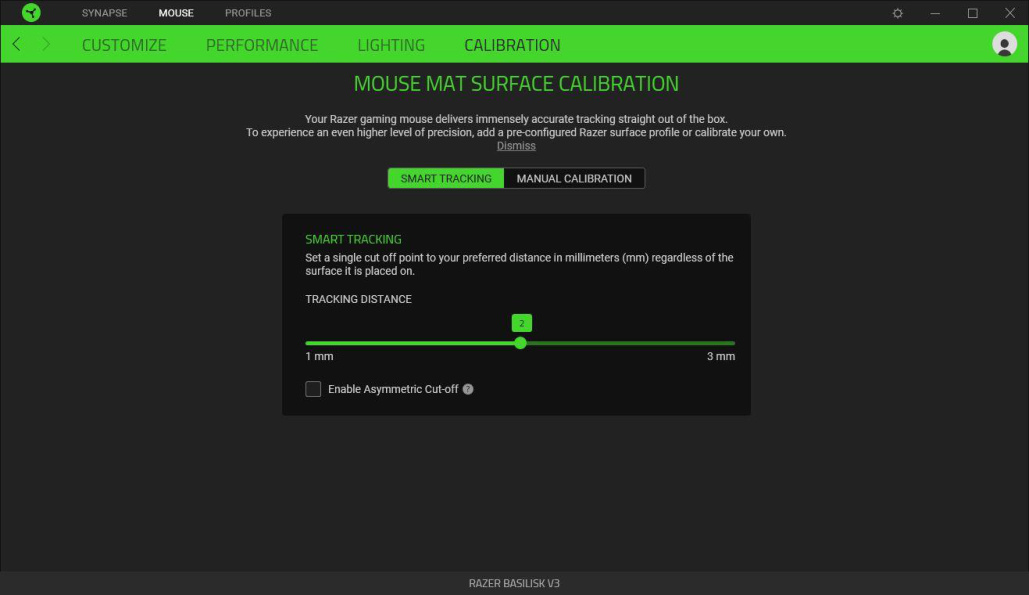 SYNAPSE MOUSE PROFILES
CUSTOMIZE PERFORMANCE LIGHTING CALIBRATION
MOUSE MAT SURFACE CALIBRATION
Your Razer gaming mouse delivers immensely accurate tracking straight out of the box.
To experience an even higher level of precision, add a pre-configured Razer surface profile or calibrate your own.
Dismiss
SMART TRACKING MANUAL CALIBRATION
SMART TRACKING
Set a single cut off point to your preferred distance in millimeters (mm) regardless of the
surface it is placed on.
TRACKING DISTANCE
2
1 mm 3 mm
Enable Asymmetric Cut-off ?
RAZER BASILISK V3